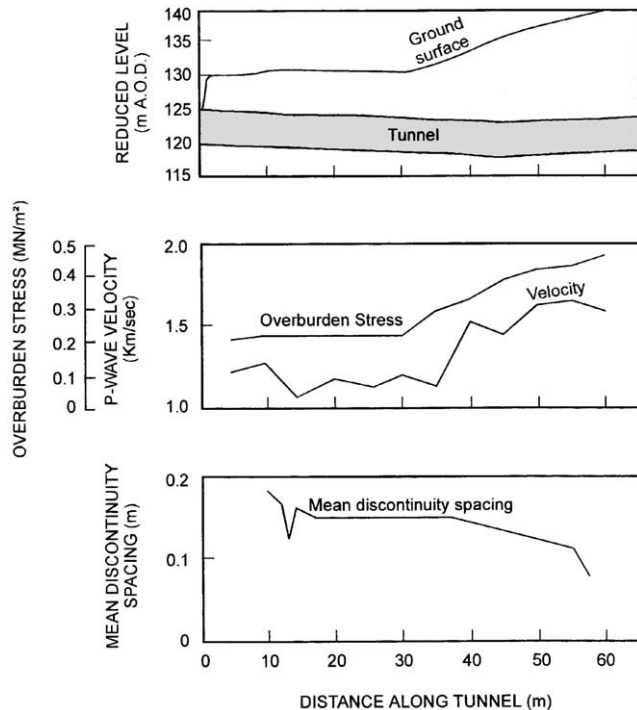 REDUCED LEVEL
(m A.O.D.)
140
135
130
125
120
115
Ground
surface
Tunnel
OVERBURDEN STRESS (MN/m²)
0.5
0.4
0.3
0.2
0.1
0
P-WAVE VELOCITY
(Km/sec)
2.0
1.5
1.0
Overburden Stress
Velocity
MEAN DISCONTINUITY
SPACING (m)
0.2
0.1
0
Mean discontinuity spacing
0 10 20 30 40 50 60
DISTANCE ALONG TUNNEL (m)